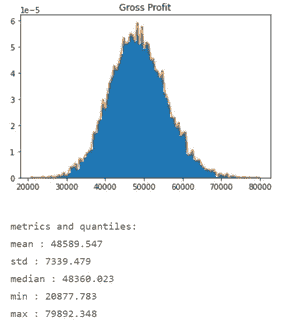 Gross Profit
1e-5
6
5
4
3
2
1
0
20000 30000 40000 50000 60000 70000 80000
metrics and quantiles:
mean : 48589.547
std : 7339.479
median : 48360.023
min : 20877.783
max : 79892.348